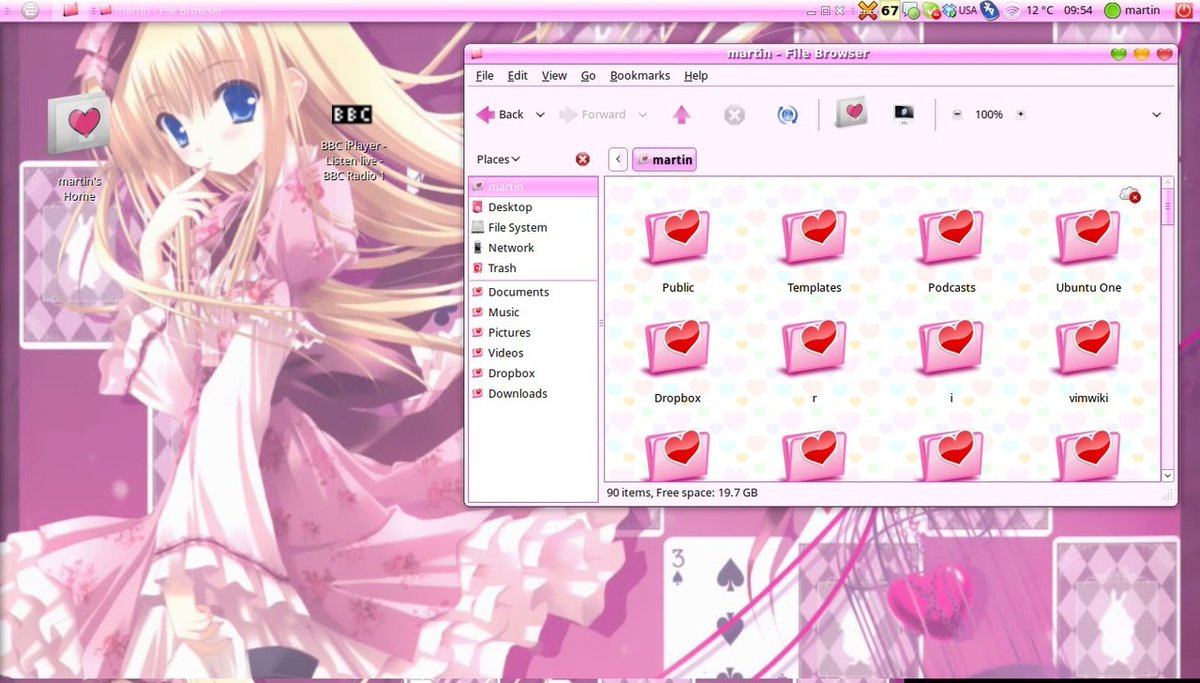 martin - File Browser
67
USA
12 °C
09:54
martin
BBC
BBC iPlayer -
Listen live -
BBC Radio 1
martin's
Home
martin - File Browser
File Edit View Go Bookmarks Help
Back
Forward
100%
Places
martin
martin
Desktop
File System
Network
Trash
Documents
Music
Pictures
Videos
Dropbox
Downloads
Public
Templates
Podcasts
Ubuntu One
Dropbox
r
i
vimwiki
90 items, Free space: 19.7 GB
3